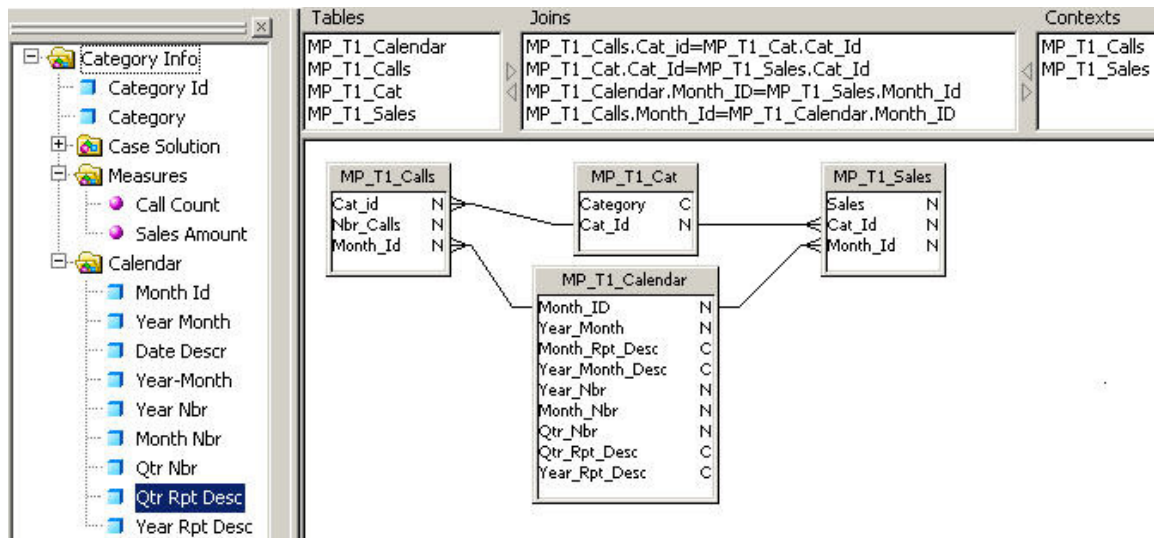 Category Info
Category Id
Category
Case Solution
Measures
Call Count
Sales Amount
Calendar
Month Id
Year Month
Date Descr
Year-Month
Year Nbr
Month Nbr
Qtr Nbr
Qtr Rpt Desc
Year Rpt Desc
Tables
MP_T1_Calendar
MP_T1_Calls
MP_T1_Cat
MP_T1_Sales
Joins
MP_T1_Calls.Cat_id=MP_T1_Cat.Cat_Id
MP_T1_Cat.Cat_Id=MP_T1_Sales.Cat_Id
MP_T1_Calendar.Month_ID=MP_T1_Sales.Month_Id
MP_T1_Calls.Month_Id=MP_T1_Calendar.Month_ID
Contexts
MP_T1_Calls
MP_T1_Sales
MP_T1_Calls
Cat_id N
Nbr_Calls N
Month_Id N
MP_T1_Cat
Category C
Cat_Id N
MP_T1_Sales
Sales N
Cat_Id N
Month_Id N
MP_T1_Calendar
Month_ID N
Year_Month N
Month_Rpt_Desc C
Year_Month_Desc C
Year_Nbr N
Month_Nbr N
Qtr_Nbr N
Qtr_Rpt_Desc C
Year_Rpt_Desc C